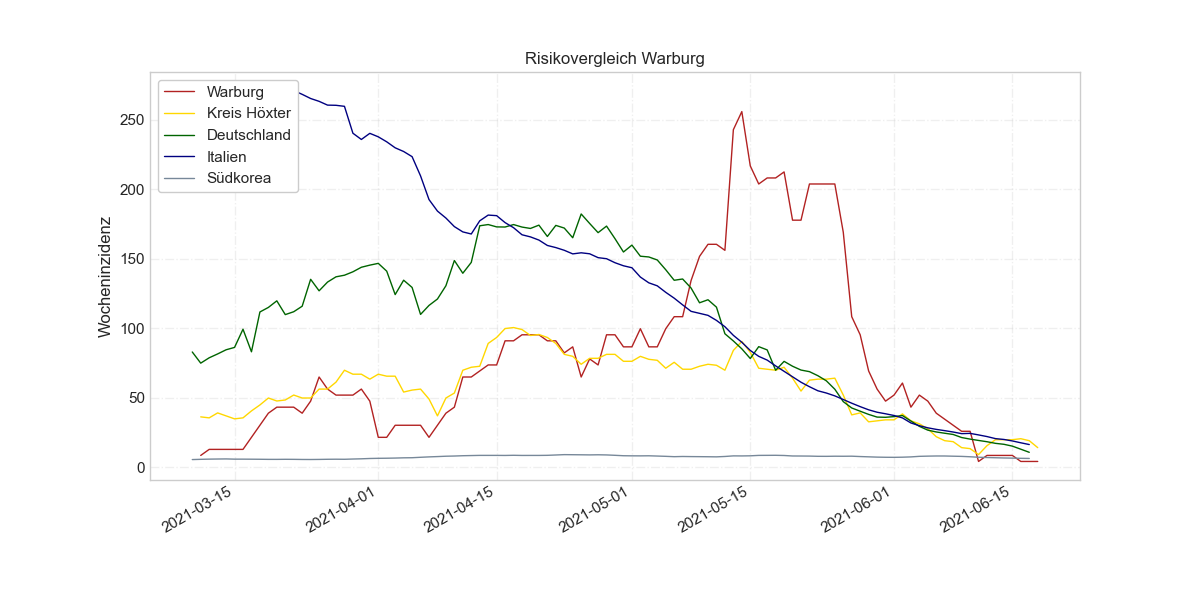 Risikovergleich Warburg
Warburg
Kreis Höxter
Deutschland
Italien
Südkorea
Wocheninzidenz
250
200
150
100
50
0
2021-03-15
2021-04-01
2021-04-15
2021-05-01
2021-05-15
2021-06-01
2021-06-15